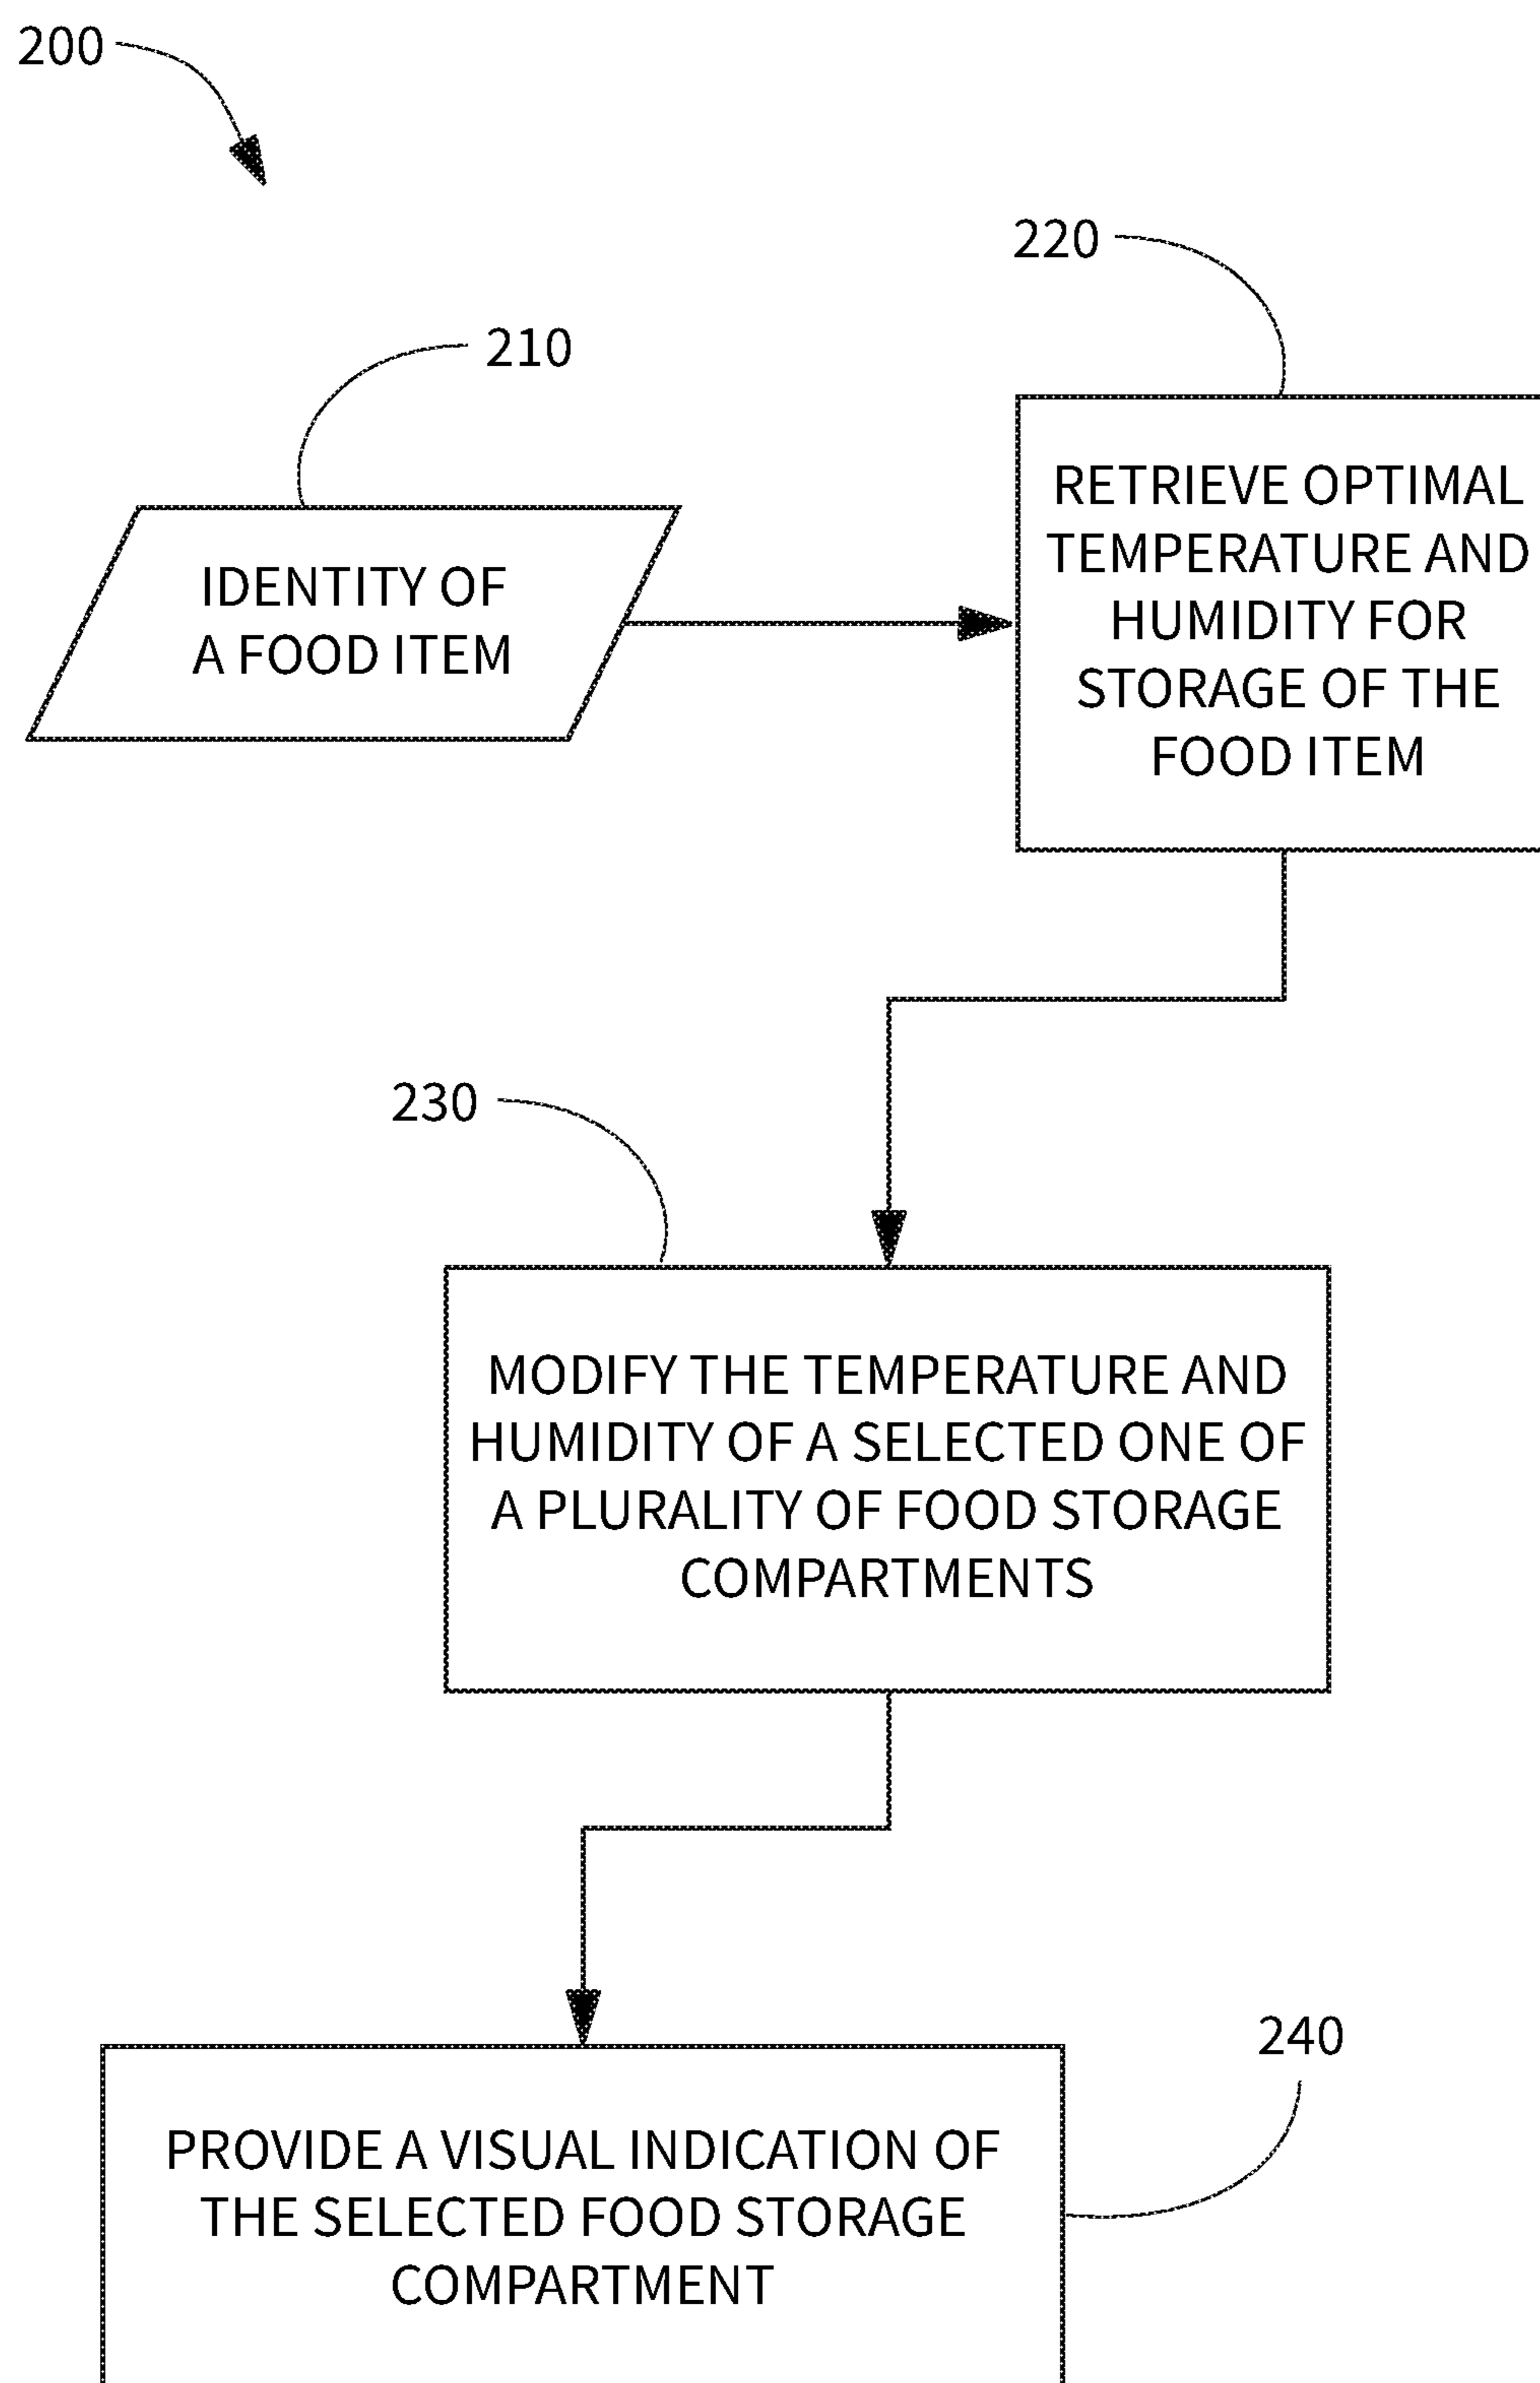 200
220
210
IDENTITY OF
A FOOD ITEM
RETRIEVE OPTIMAL
TEMPERATURE AND
HUMIDITY FOR
STORAGE OF THE
FOOD ITEM
230
MODIFY THE TEMPERATURE AND
HUMIDITY OF A SELECTED ONE OF
A PLURALITY OF FOOD STORAGE
COMPARTMENTS
240
PROVIDE A VISUAL INDICATION OF
THE SELECTED FOOD STORAGE
COMPARTMENT